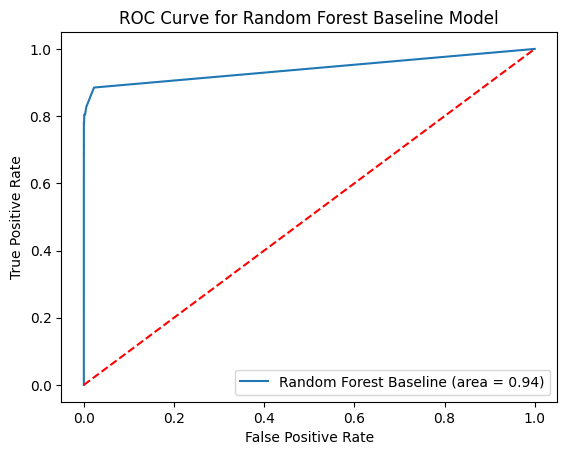 ROC Curve for Random Forest Baseline Model
1.0
0.8
0.6
0.4
0.2
0.0
True Positive Rate
Random Forest Baseline (area = 0.94)
0.0 0.2 0.4 0.6 0.8 1.0
False Positive Rate